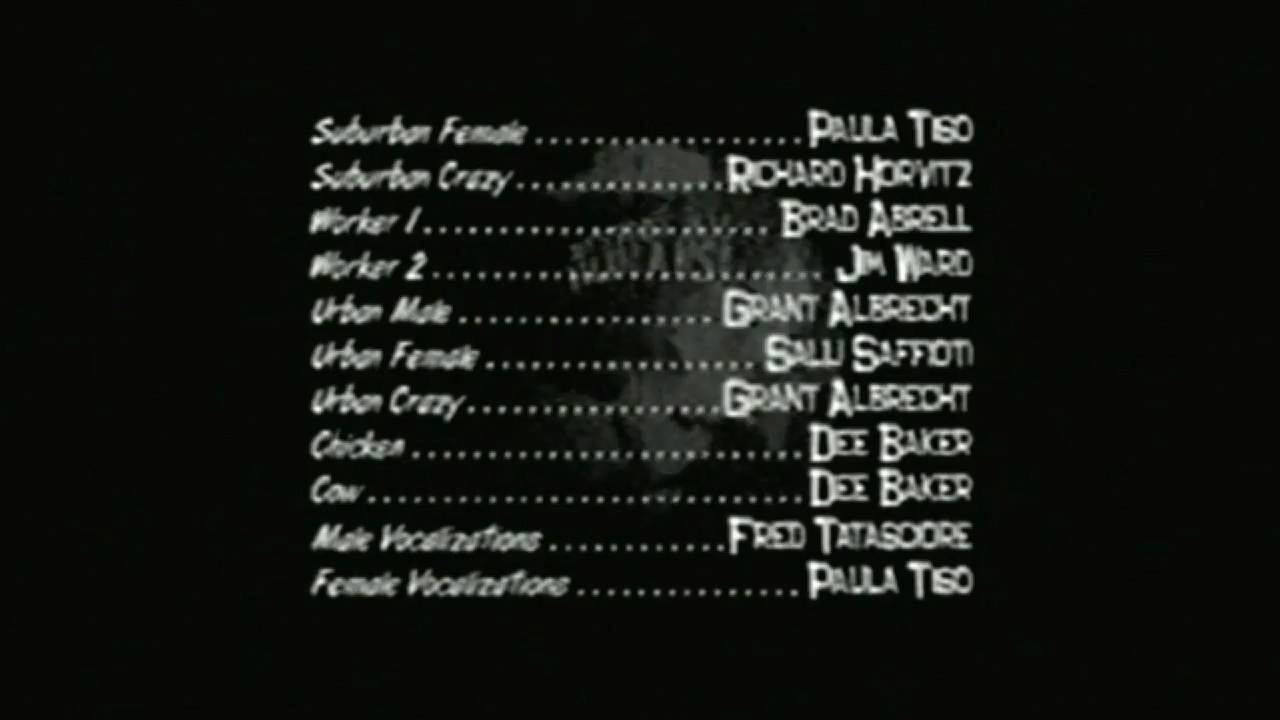 Suburban Female .................. Paula Tiso
Suburban Crazy .............. Richard Horvitz
Worker 1 ....................... Brad Abrell
Worker 2 .......................... Jim Ward
Urban Male ................. Grant Albrecht
Urban Female .................. Salli Saffioti
Urban Crazy ................. Grant Albrecht
Chicken .......................... Dee Baker
Cow ............................. Dee Baker
Male Vocalizations ............ Fred Tatasciore
Female Vocalizations ............... Paula Tiso